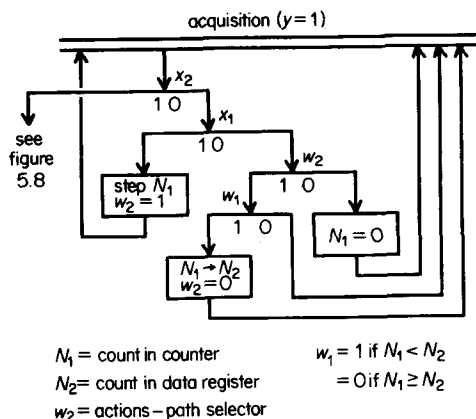 acquisition (y=1)
x₂
1 0
see
figure
5.8
x₁
1 0
step N₁
w₂=1
w₂
1 0
w₁
1 0
N₁=0
N₁→N₂
w₂=0
N₁= count in counter
N₂= count in data register
w₂= actions–path selector
w₁= 1 if N₁<N₂
=0 if N₁≥N₂